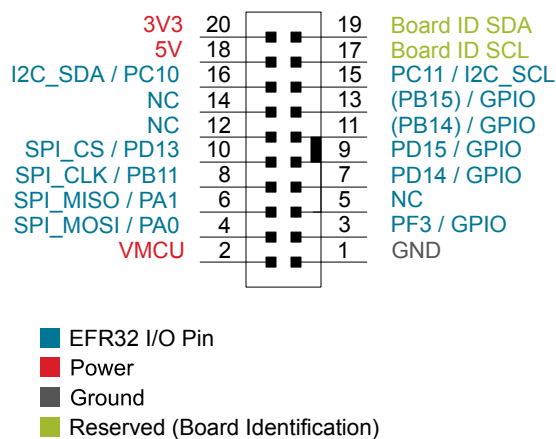 3V3 20 19 Board ID SDA
5V 18 17 Board ID SCL
I2C_SDA / PC10 16 15 PC11 / I2C_SCL
NC 14 13 (PB15) / GPIO
NC 12 11 (PB14) / GPIO
SPI_CS / PD13 10 9 PD15 / GPIO
SPI_CLK / PB11 8 7 PD14 / GPIO
SPI_MISO / PA1 6 5 NC
SPI_MOSI / PA0 4 3 PF3 / GPIO
VMCU 2 1 GND
EFR32 I/O Pin
Power
Ground
Reserved (Board Identification)